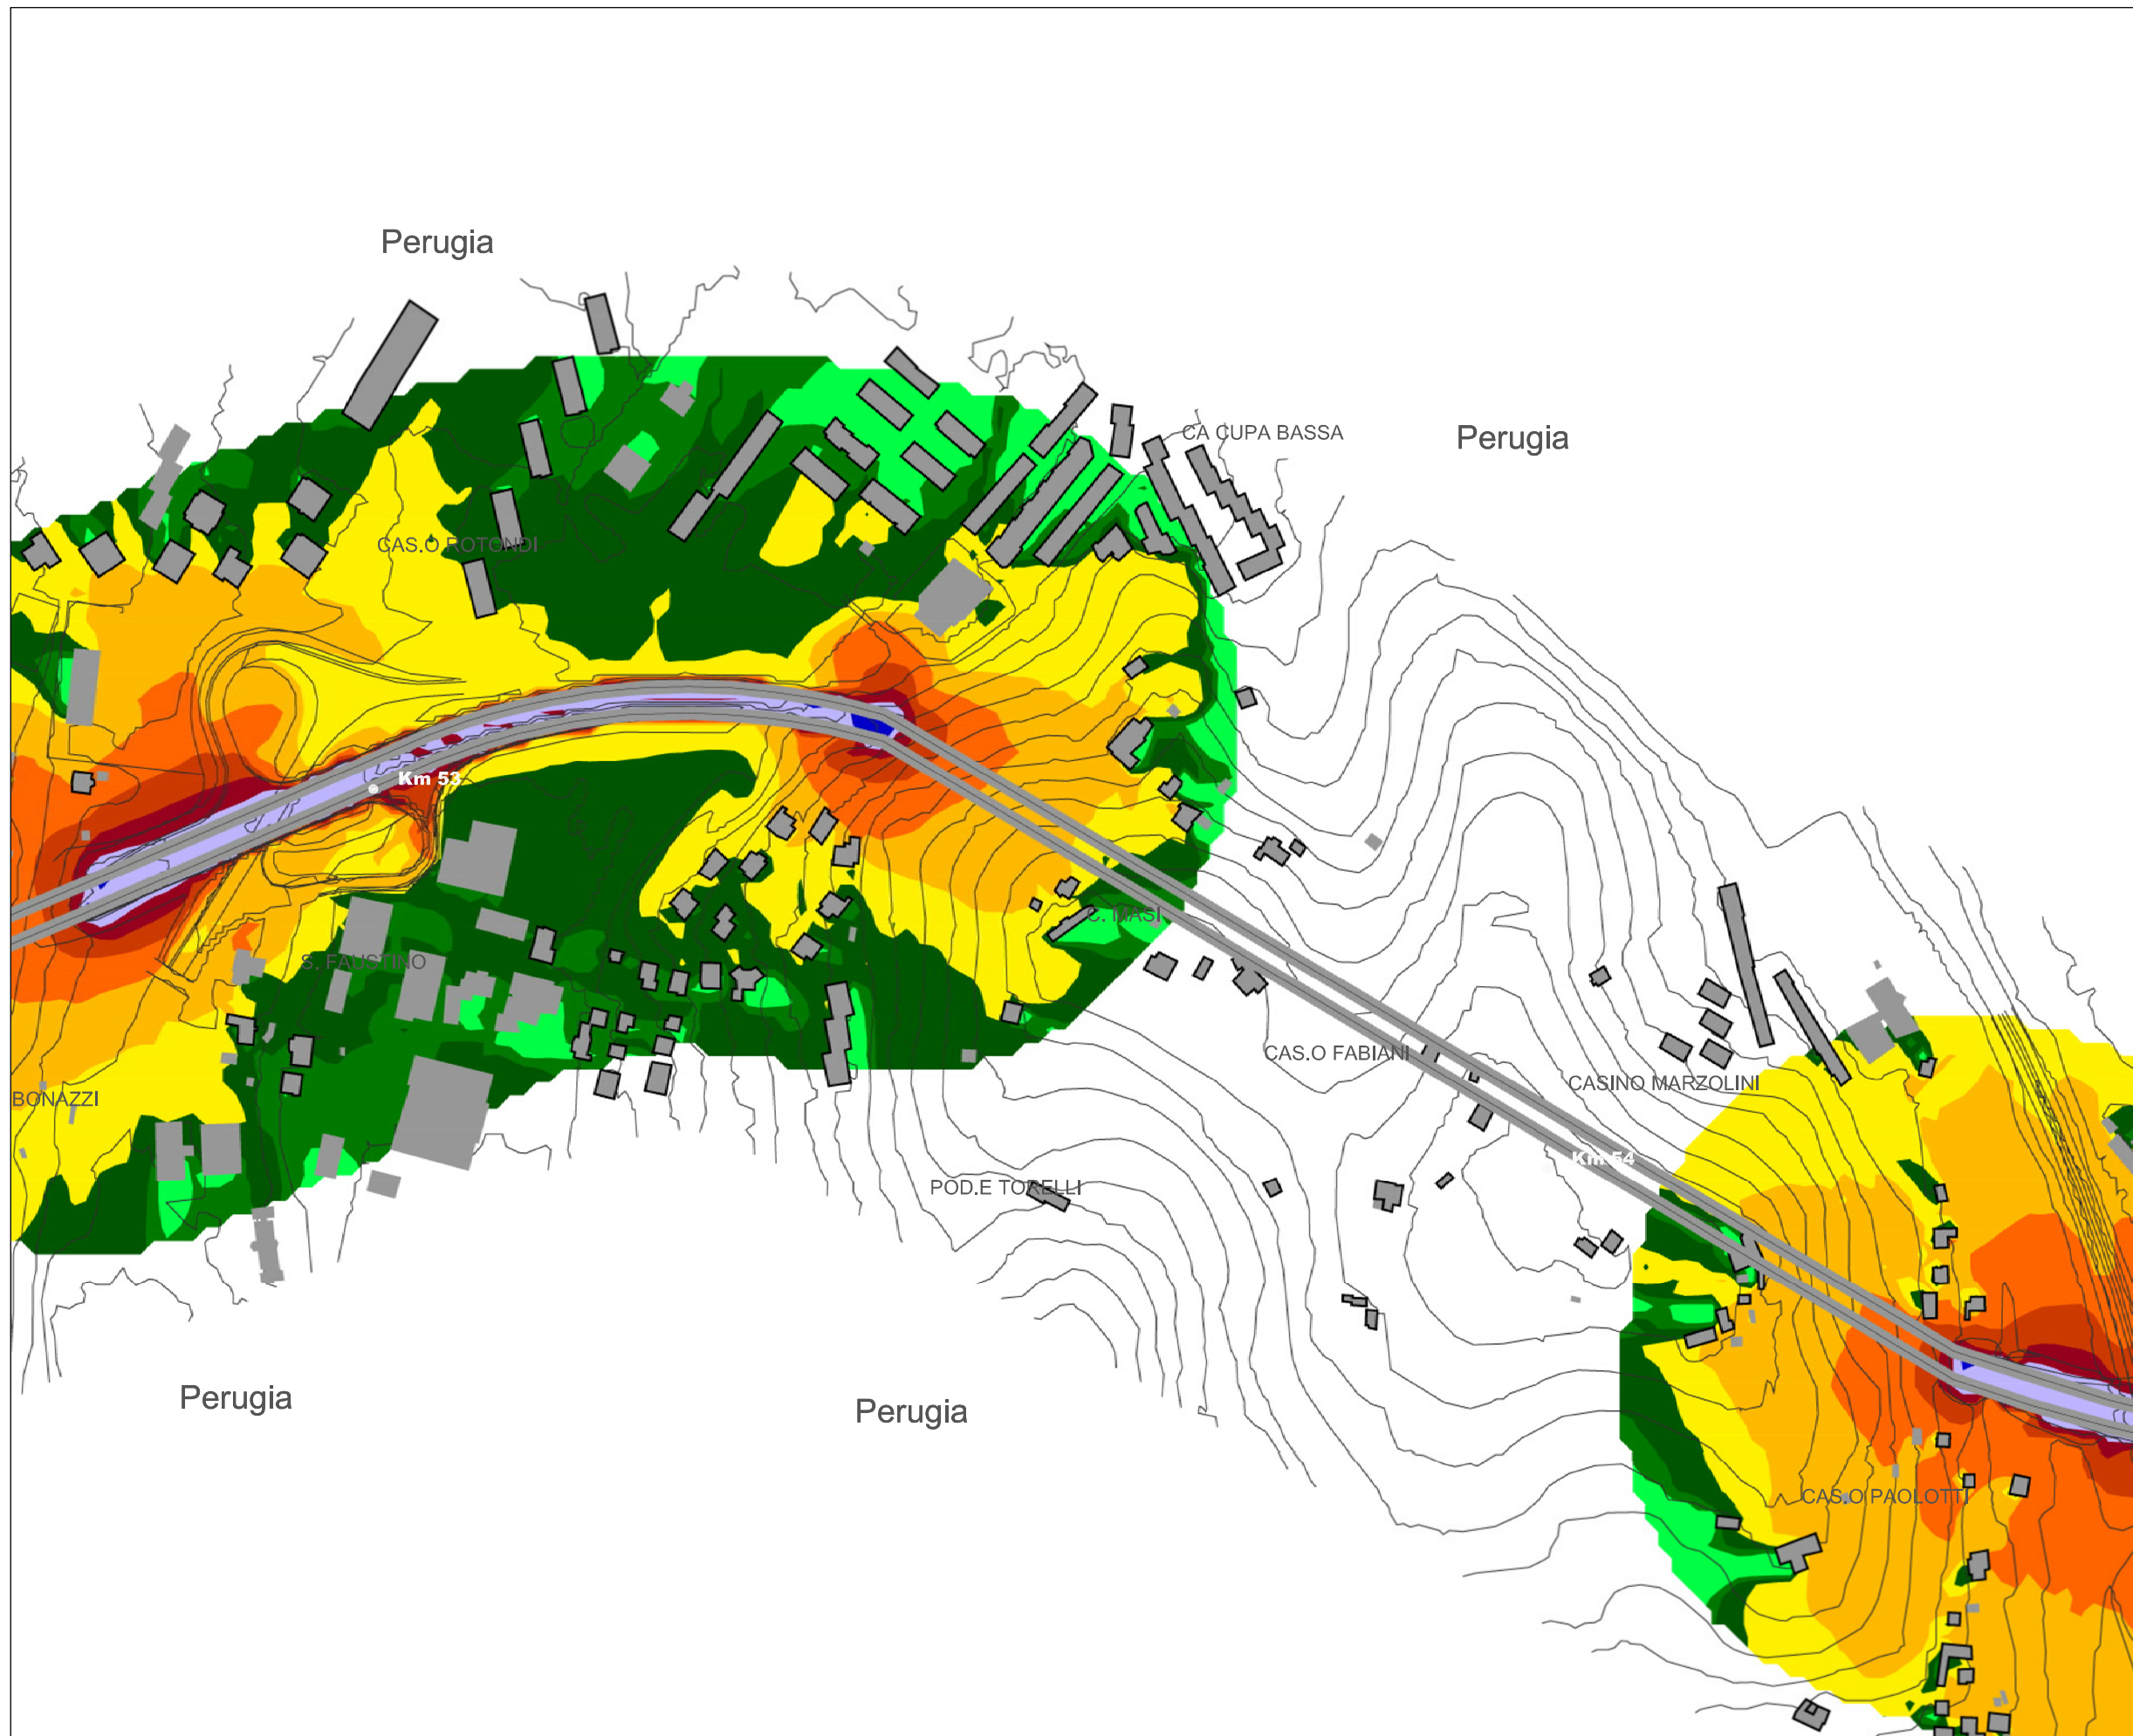 Perugia
CA CUPA BASSA
Perugia
CAS.O ROTONDI
Km 53
C. MASI
S. FAUSTINO
CAS.O FABIANI
CASINO MARZOLINI
BONAZZI
Km 54
POD.E TORELLI
Perugia
Perugia
CAS.O PAOLOTTI